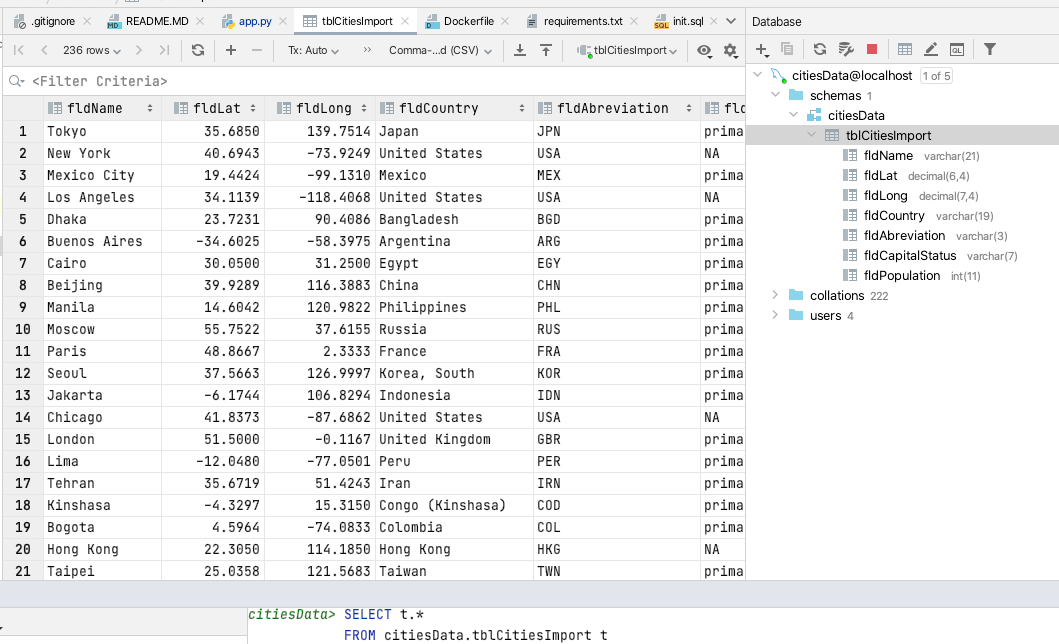 .gitignore README.MD app.py tblCitiesImport Dockerfile requirements.txt init.sql Database
236 rows Tx: Auto Comma-...d (CSV) tblCitiesImport
<Filter Criteria>
fldName fldLat fldLong fldCountry fldAbreviation
1 Tokyo 35.6850 139.7514 Japan JPN prima
2 New York 40.6943 -73.9249 United States USA NA
3 Mexico City 19.4424 -99.1310 Mexico MEX prima
4 Los Angeles 34.1139 -118.4068 United States USA NA
5 Dhaka 23.7231 90.4086 Bangladesh BGD prima
6 Buenos Aires -34.6025 -58.3975 Argentina ARG prima
7 Cairo 30.0500 31.2500 Egypt EGY prima
8 Beijing 39.9289 116.3883 China CHN prima
9 Manila 14.6042 120.9822 Philippines PHL prima
10 Moscow 55.7522 37.6155 Russia RUS prima
11 Paris 48.8667 2.3333 France FRA prima
12 Seoul 37.5663 126.9997 Korea, South KOR prima
13 Jakarta -6.1744 106.8294 Indonesia IDN prima
14 Chicago 41.8373 -87.6862 United States USA NA
15 London 51.5000 -0.1167 United Kingdom GBR prima
16 Lima -12.0480 -77.0501 Peru PER prima
17 Tehran 35.6719 51.4243 Iran IRN prima
18 Kinshasa -4.3297 15.3150 Congo (Kinshasa) COD prima
19 Bogota 4.5964 -74.0833 Colombia COL prima
20 Hong Kong 22.3050 114.1850 Hong Kong HKG NA
21 Taipei 25.0358 121.5683 Taiwan TWN prima
citiesData@localhost 1 of 5
schemas 1
citiesData
tblCitiesImport
fldName varchar(21)
fldLat decimal(6,4)
fldLong decimal(7,4)
fldCountry varchar(19)
fldAbreviation varchar(3)
fldCapitalStatus varchar(7)
fldPopulation int(11)
collations 222
users 4
citiesData> SELECT t.*
FROM citiesData.tblCitiesImport t